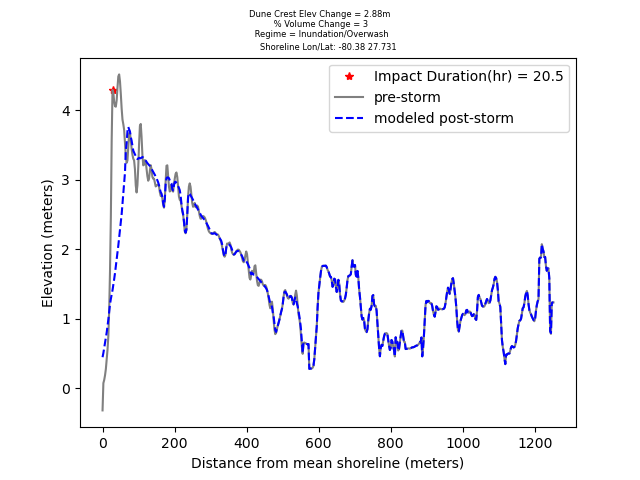 Dune Crest Elev Change = 2.88m
% Volume Change = 3
Regime = Inundation/Overwash
Shoreline Lon/Lat: -80.38 27.731
Impact Duration(hr) = 20.5
pre-storm
modeled post-storm
Elevation (meters)
4
3
2
1
0
0 200 400 600 800 1000 1200
Distance from mean shoreline (meters)